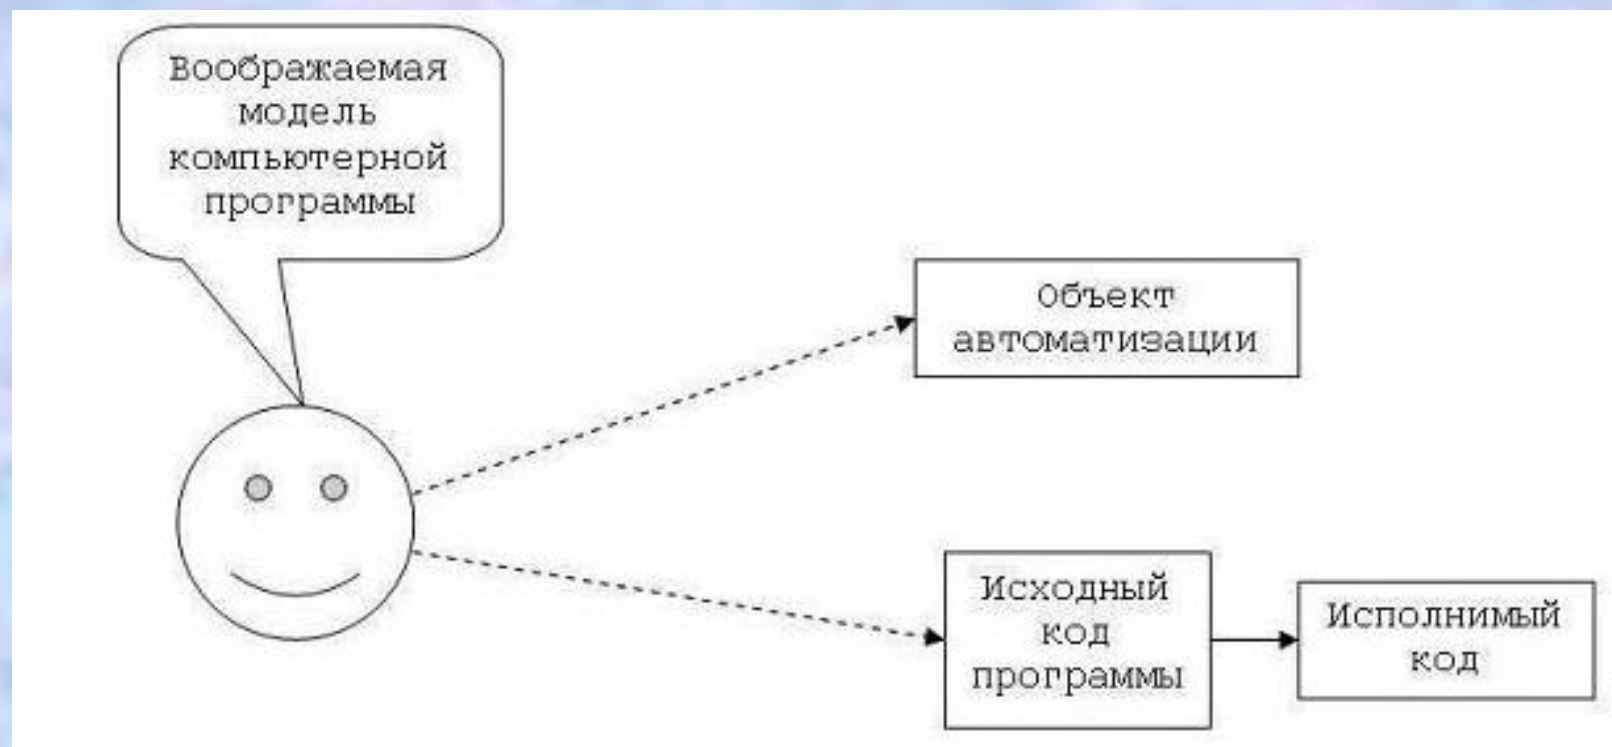 Воображаемая
модель
компьютерной
программы
Объект
автоматизации
Исходный
код
программы
Исполнимый
код